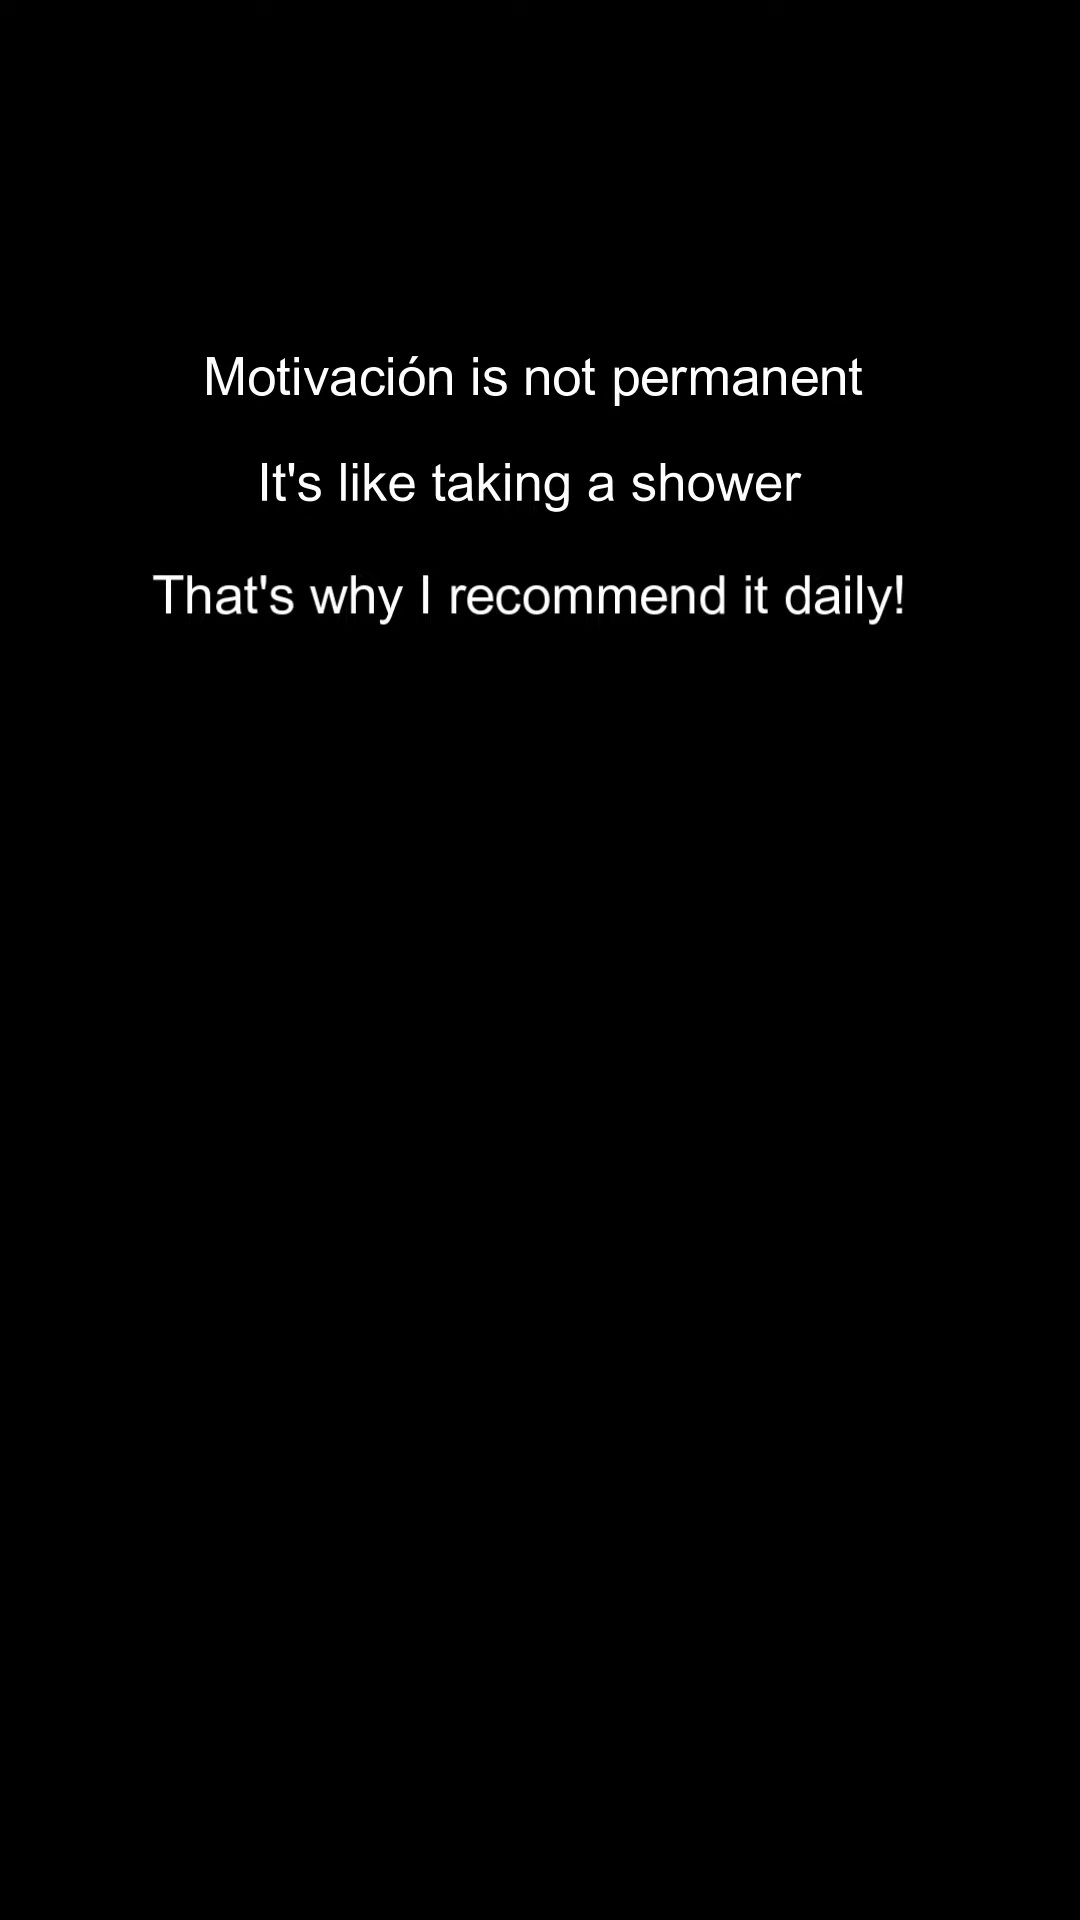 Motivación is not permanent
It's like taking a shower
That's why I recommend it daily!